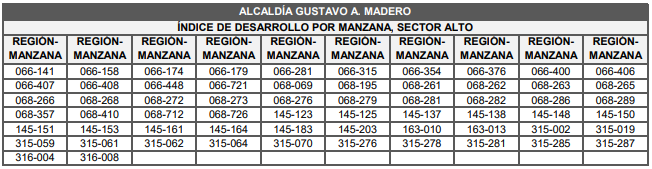 ALCALDÍA GUSTAVO A. MADERO
ÍNDICE DE DESARROLLO POR MANZANA, SECTOR ALTO
REGIÓN-MANZANA REGIÓN-MANZANA REGIÓN-MANZANA REGIÓN-MANZANA REGIÓN-MANZANA REGIÓN-MANZANA REGIÓN-MANZANA REGIÓN-MANZANA REGIÓN-MANZANA REGIÓN-MANZANA
066-141 066-158 066-174 066-179 066-281 066-315 066-354 066-376 066-400 066-406
066-407 066-408 066-448 066-721 068-069 068-195 068-261 068-262 068-263 068-265
068-266 068-268 068-272 068-273 068-276 068-279 068-281 068-282 068-286 068-289
068-357 068-410 068-712 068-726 145-123 145-125 145-137 145-138 145-148 145-150
145-151 145-153 145-161 145-164 145-183 145-203 163-010 163-013 315-002 315-019
315-059 315-061 315-062 315-064 315-070 315-276 315-278 315-281 315-285 315-287
316-004 316-008